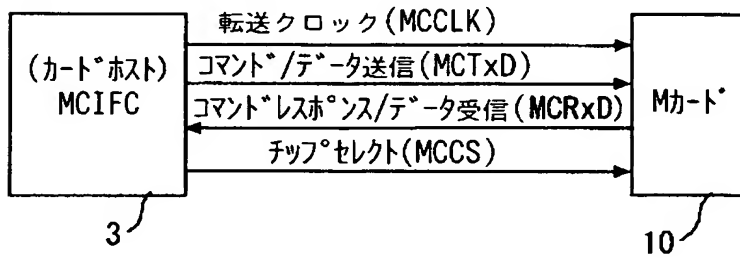 転送クロック(MCCLK)
(カードホスト)
MCIFC
コマンド/データ送信(MCTxD)
コマンドレスポンス/データ受信(MCRxD)
Mカード
チップセレクト(MCCS)
3
10